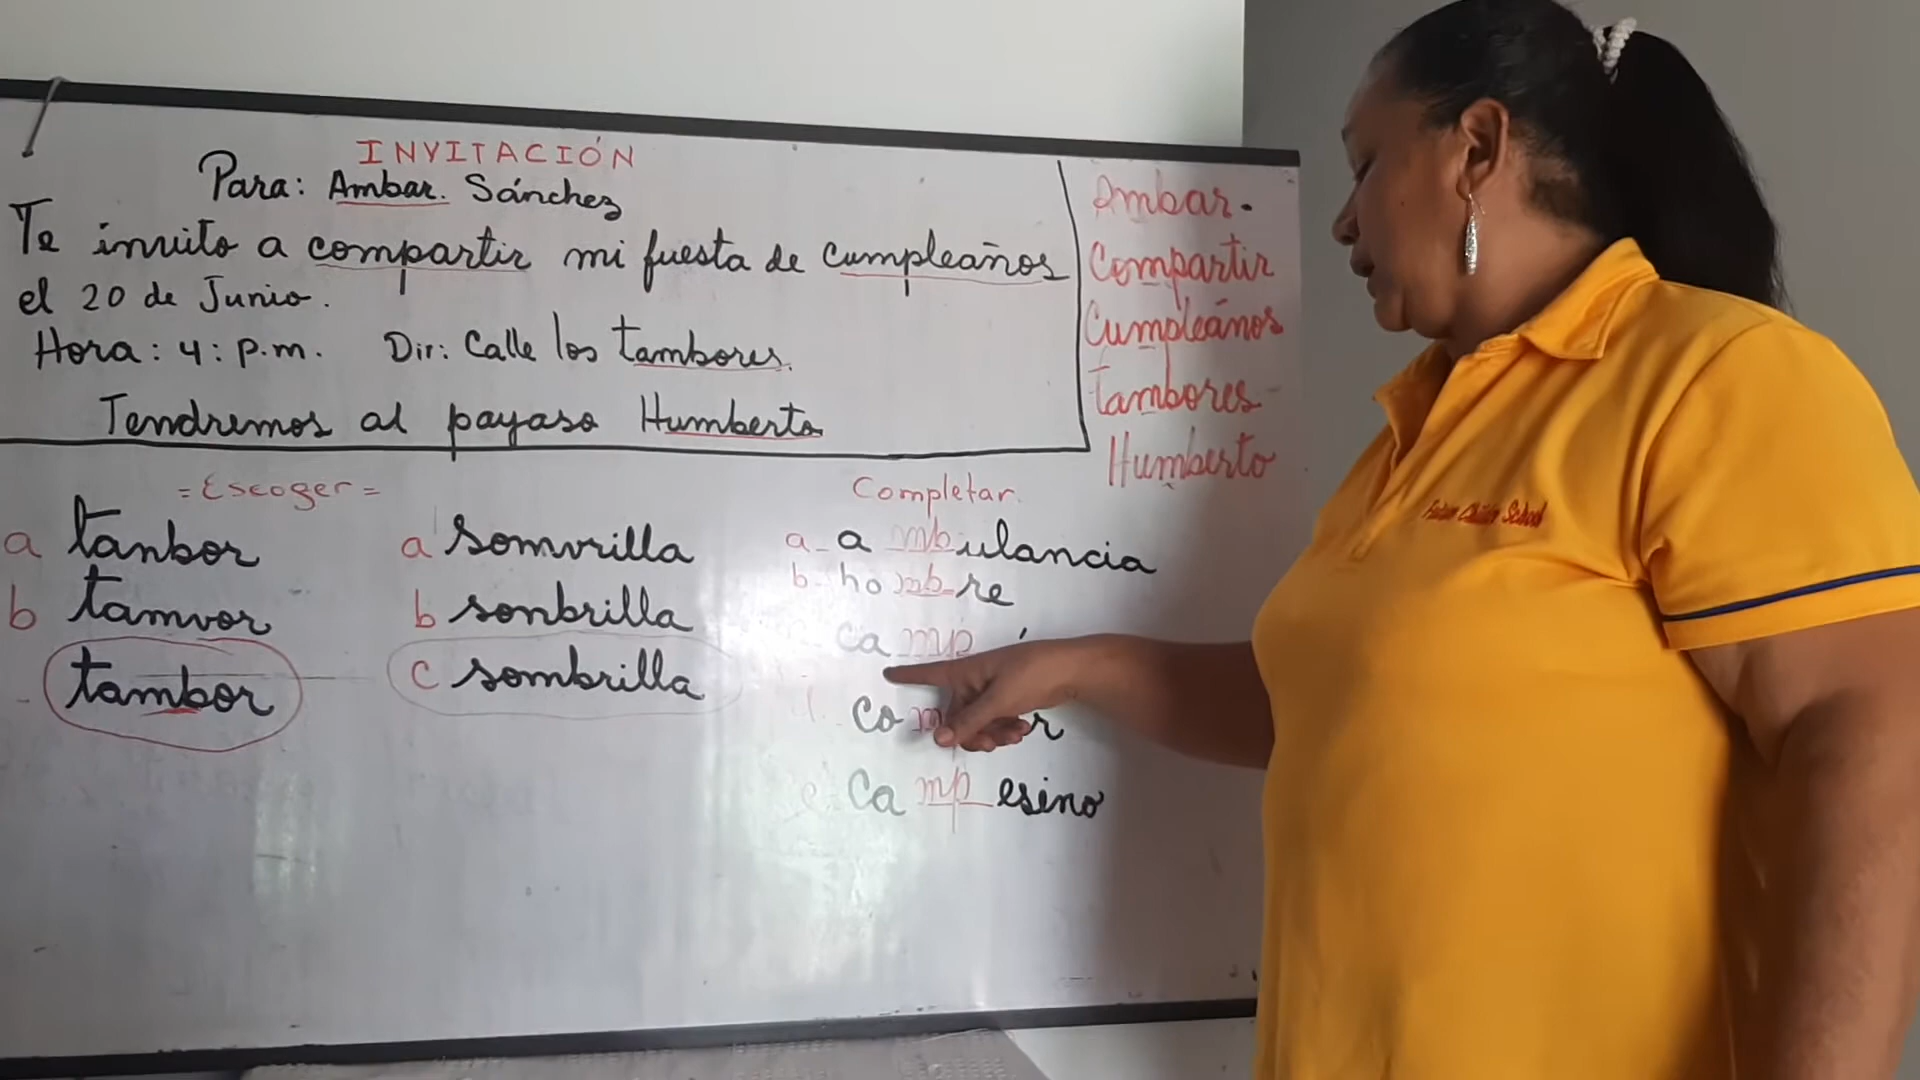 INVITACIÓN
Para: Ambar. Sánchez
Te invito a compartir mi fiesta de cumpleaños
el 20 de Junio.
Hora: 4: p.m. Dir: Calle los tambores.
Tendremos al payaso Humberto
Ambar.
Compartir
Cumpleaños
tambores
Humberto
=Escoger=
a tanbor
b tamvor
tambor
a somvrilla
b sonbrilla
c sombrilla
Completar.
a- a mbulancia
b- ho mb re
ca mp
co r
ca mp esino
School